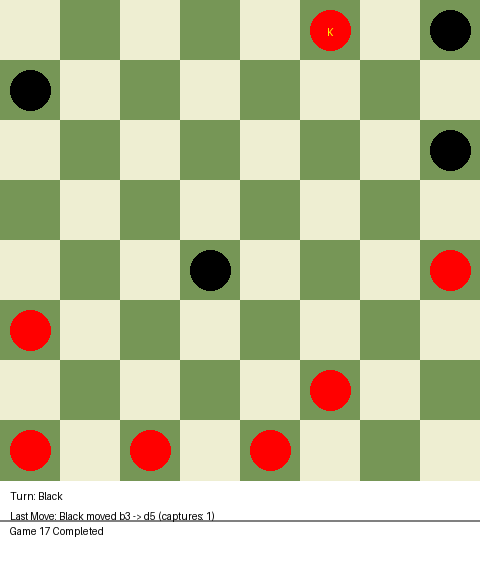 K
Turn: Black
Last Move: Black moved b3 -> d5 (captures: 1)
Game 17 Completed